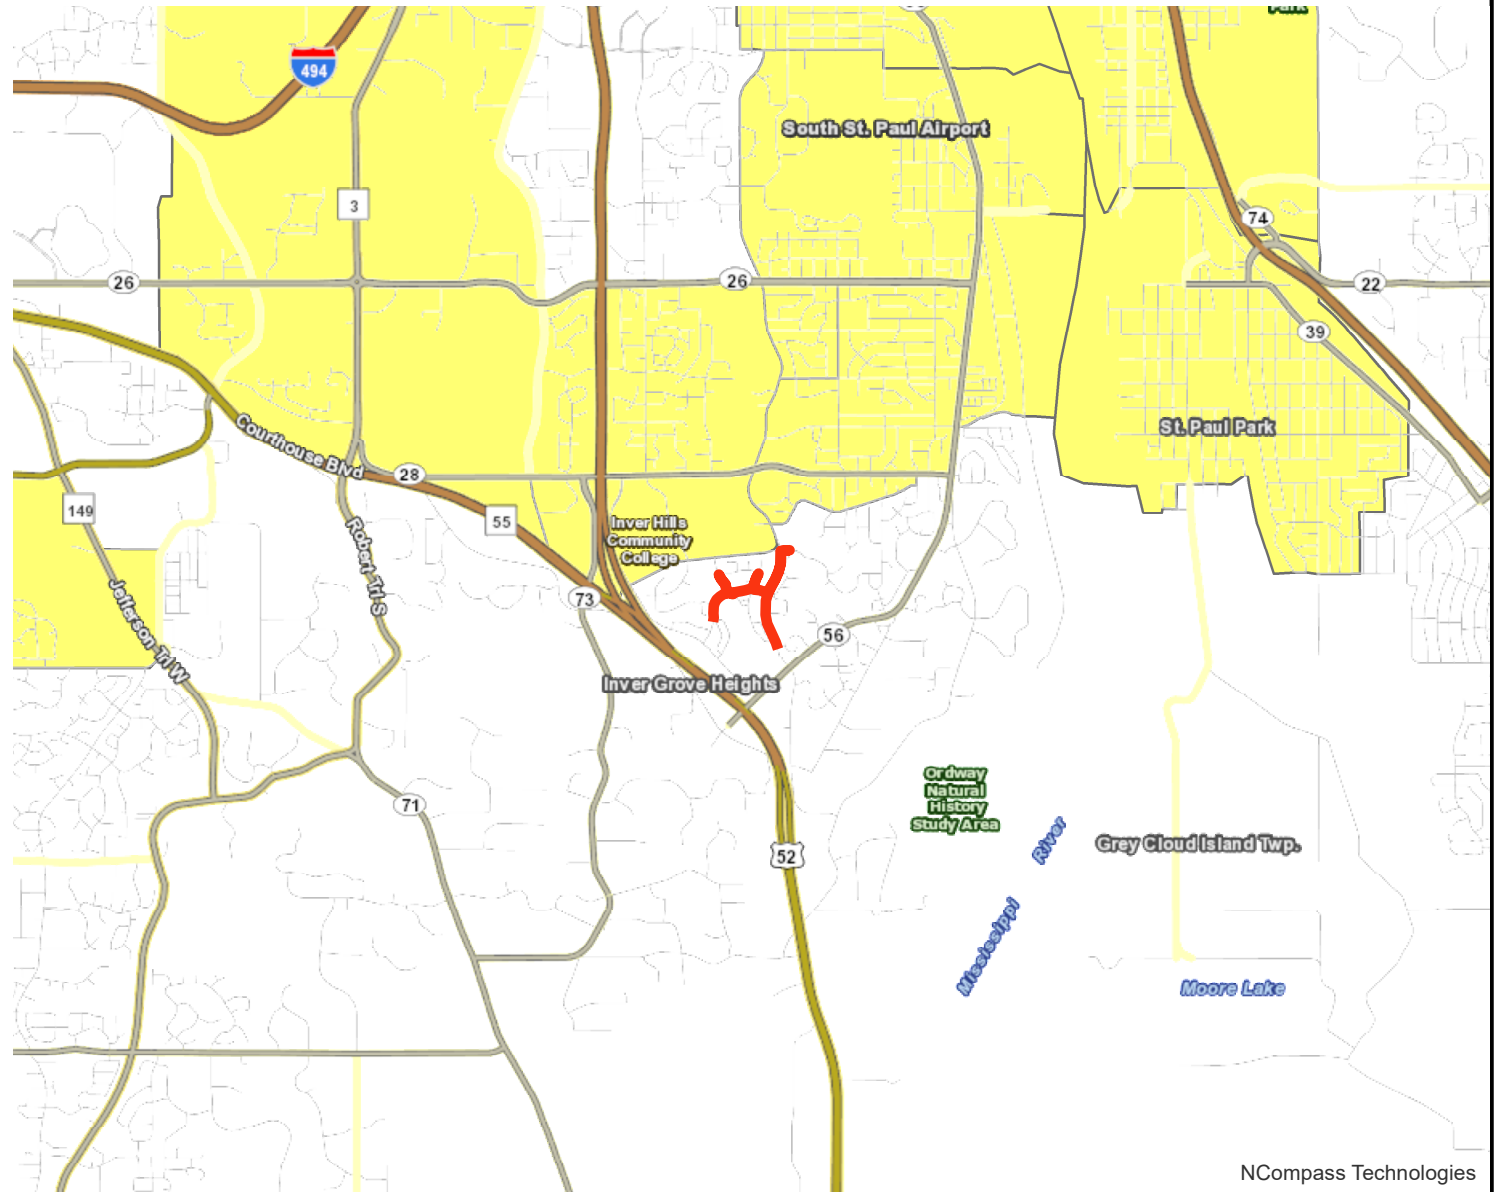 Park
494
South St. Paul Airport
3
74
26
26
22
39
Courthouse Blvd
St. Paul Park
28
149
55
Inver Hills
Community
College
Robert Trl S
Jefferson Trl W
73
56
Inver Grove Heights
Ordway
Natural
History
Study Area
71
River
Grey Cloud Island Twp.
52
Mississippi
Moore Lake
NCompass Technologies